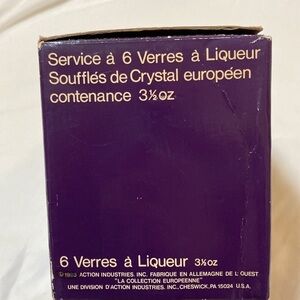 Service à 6 Verres à Liqueur
Soufflés de Crystal européen
contenance 3½oz
6 Verres à Liqueur 3½oz
ACTION INDUSTRIES. INC. FABRIQUE EN ALLEMAGNE DE L'OUEST
"LA COLLECTION EUROPEENNE"
UNE DIVISION D'ACTION INDUSTRIES. INC., CHESWICK, PA 15024 U.S.A.